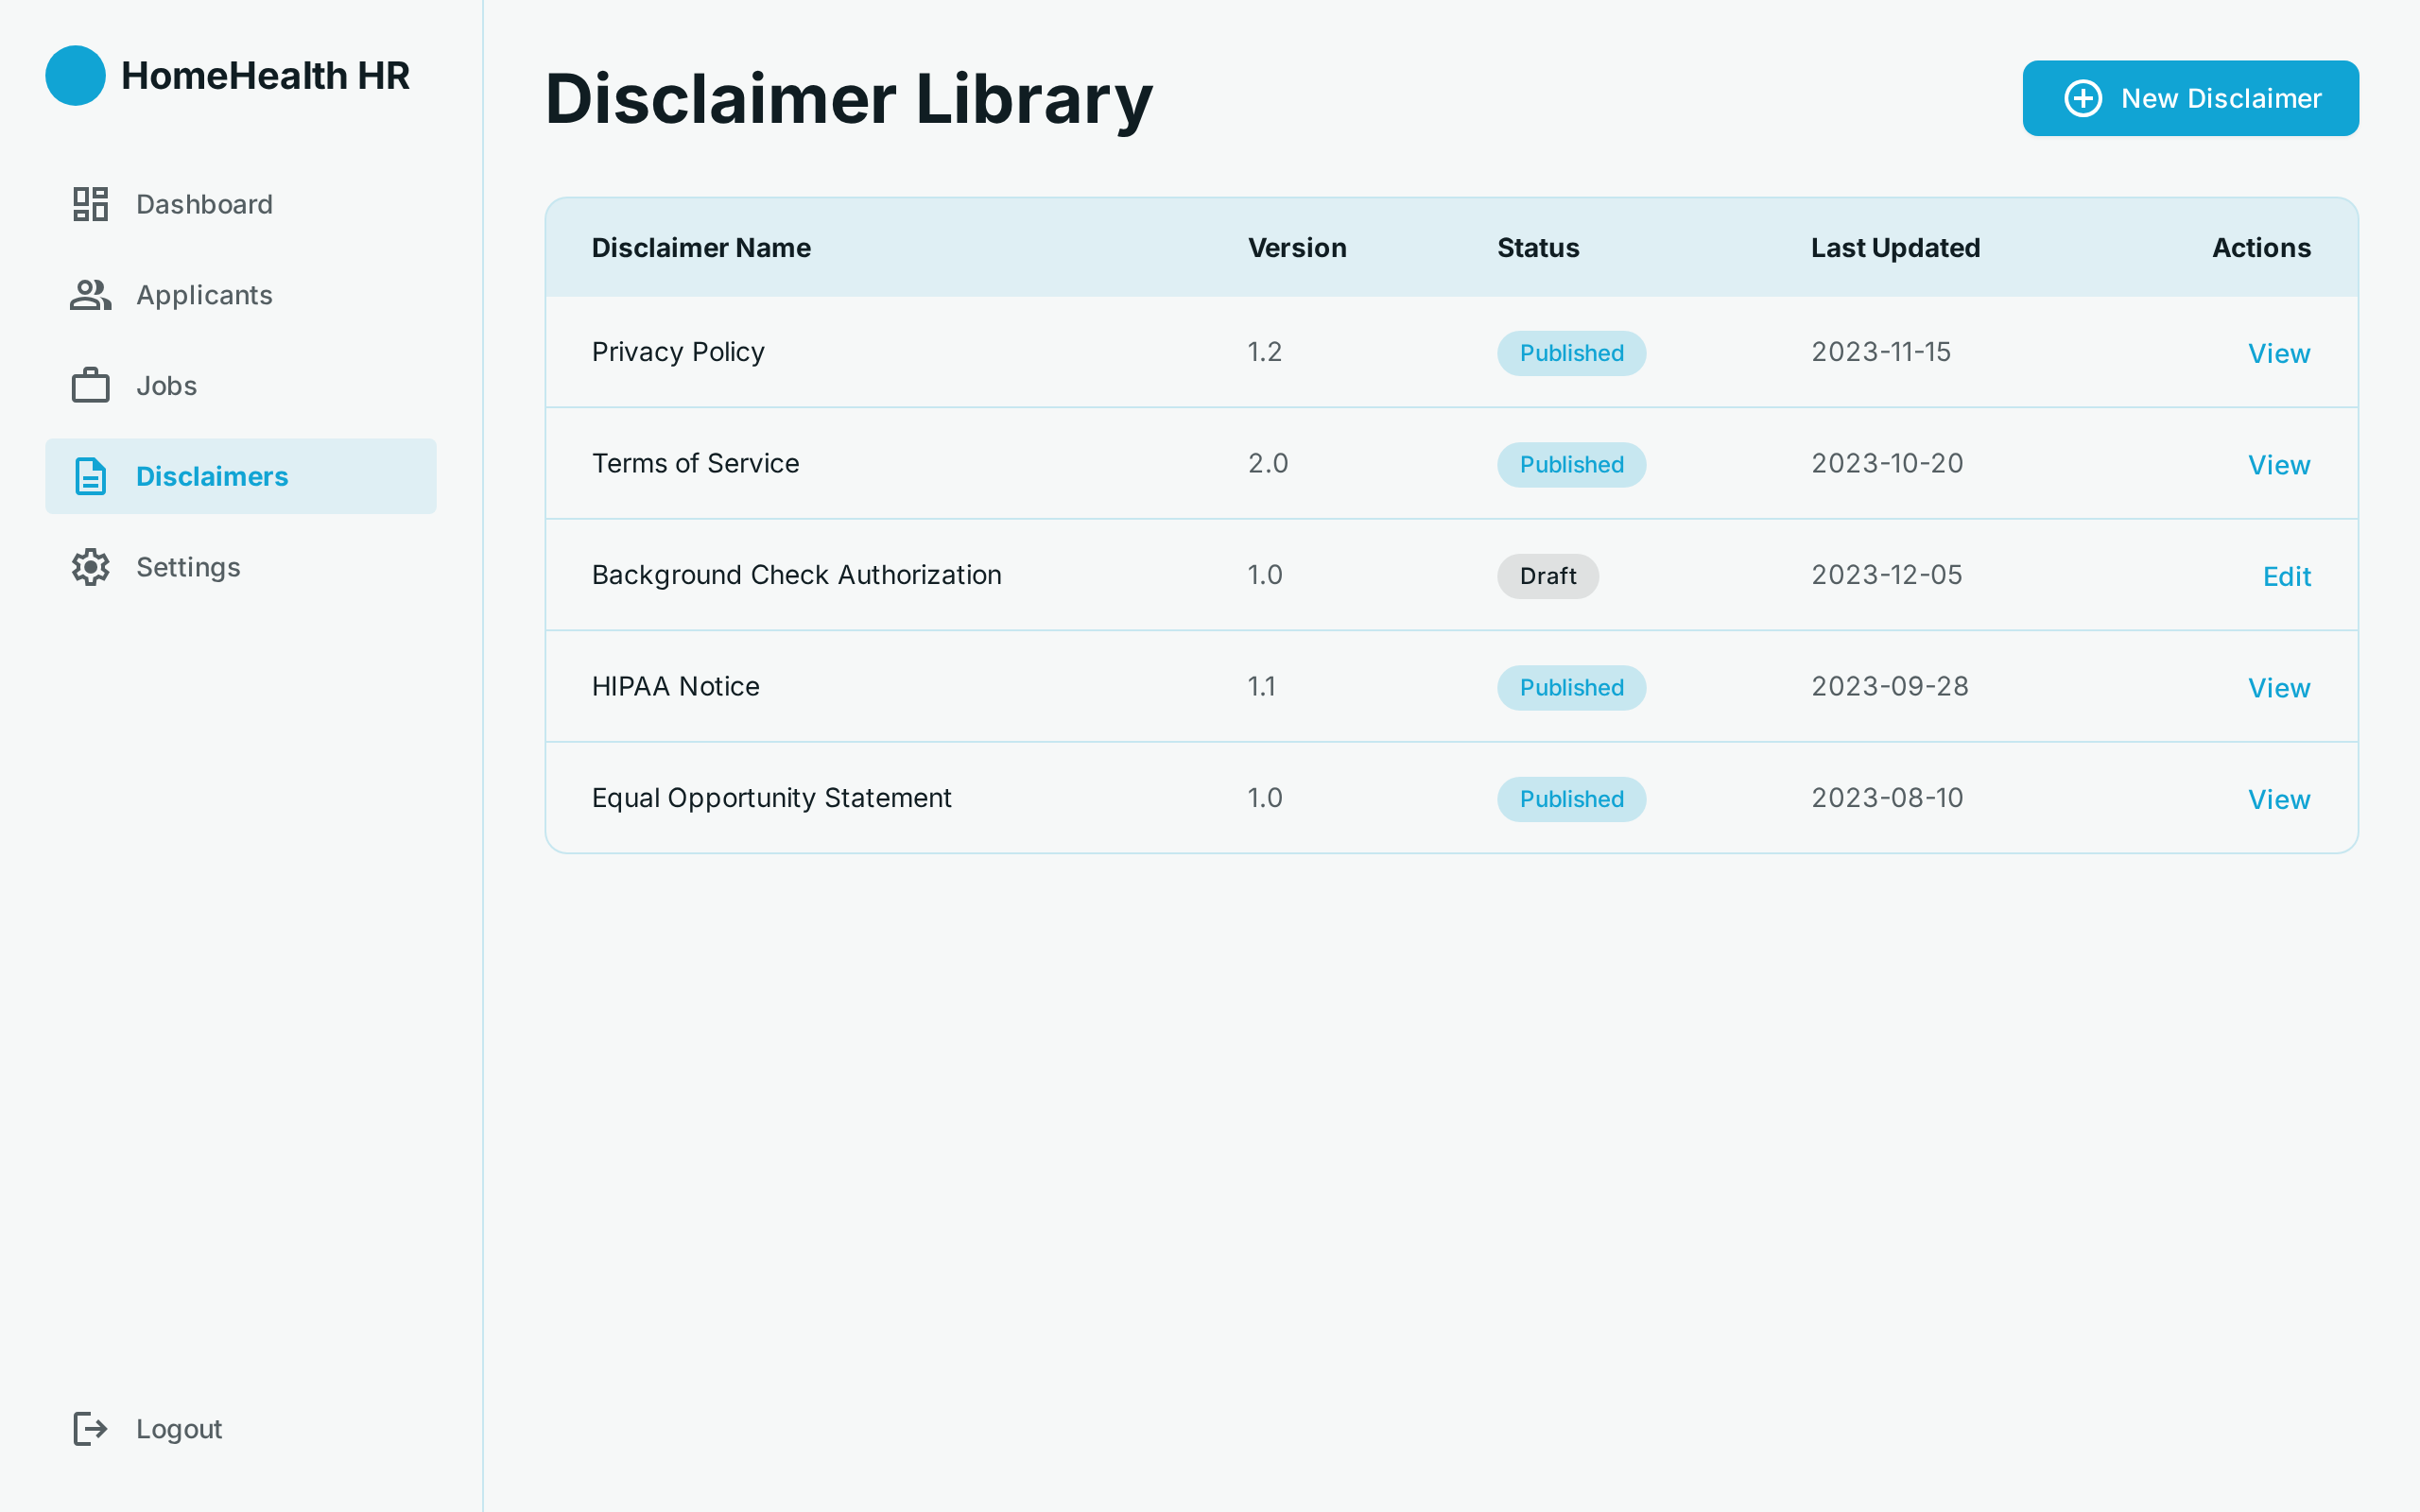 HomeHealth HR
Dashboard
Applicants
Jobs
Disclaimers
Settings
Logout
Disclaimer Library
New Disclaimer
Disclaimer Name Version Status Last Updated Actions
Privacy Policy 1.2 Published 2023-11-15 View
Terms of Service 2.0 Published 2023-10-20 View
Background Check Authorization 1.0 Draft 2023-12-05 Edit
HIPAA Notice 1.1 Published 2023-09-28 View
Equal Opportunity Statement 1.0 Published 2023-08-10 View